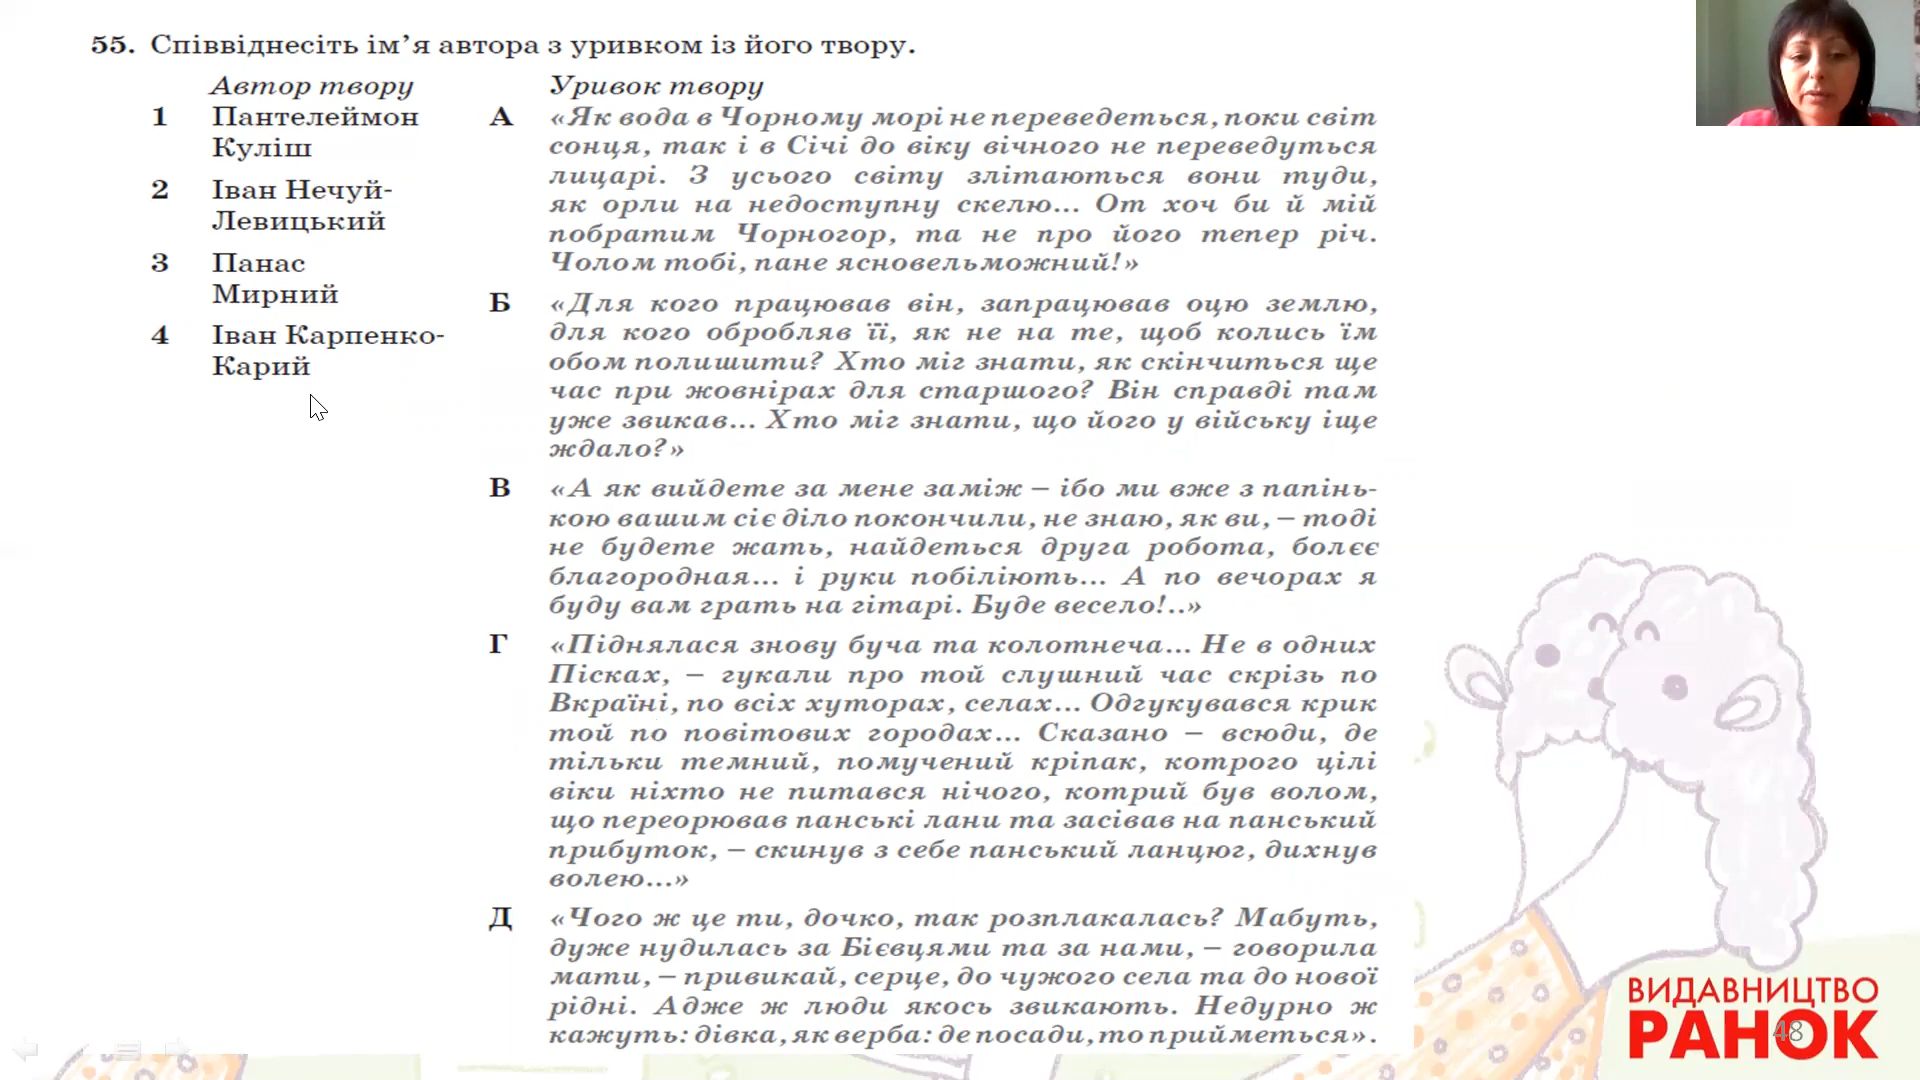 55. Співвіднесіть ім’я автора з уривком із його твору.
Автор твору
1 Пантелеймон
Куліш
2 Іван Нечуй-
Левицький
3 Панас
Мирний
4 Іван Карпенко-
Карий
Уривок твору
А «Як вода в Чорному морі не переведеться, поки світ
сонця, так і в Січі до віку вічного не переведуться
лицарі. З усього світу злітаються вони туди,
як орли на недоступну скелю... От хоч би й мій
побратим Чорногор, та не про його тепер річ.
Чолом тобі, пане ясновельможний!»
Б «Для кого працював він, запрацював оцю землю,
для кого обробляв її, як не на те, щоб колись їм
обом полишити? Хто міг знати, як скінчиться ще
час при жовнірах для старшого? Він справді там
уже звикав... Хто міг знати, що його у війську іще
ждало?»
В «А як вийдете за мене заміж – ібо ми вже з папінь-
кою вашим сіє діло покончили, не знаю, як ви, – тоді
не будете жать, найдеться друга робота, болєє
благородная... і руки побіліють... А по вечорах я
буду вам грать на гітарі. Буде весело!..»
Г «Піднялася знову буча та колотнеча... Не в одних
Пісках, – гукали про той слушний час скрізь по
Вкраїні, по всіх хуторах, селах... Одгукувався крик
той по повітових городах... Сказано – всюди, де
тільки темний, помучений кріпак, котрого цілі
віки ніхто не питався нічого, котрий був волом,
що переорював панські лани та засівав на панський
прибуток, – скинув з себе панський ланцюг, дихнув
волею...»
Д «Чого ж це ти, дочко, так розплакалась? Мабуть,
дуже нудилась за Бієвцями та за нами, – говорила
мати, – привикай, серце, до чужого села та до нової
рідні. Адже ж люди якось звикають. Недурно ж
кажуть: дівка, як верба: де посади, то прийметься».
ВИДАВНИЦТВО
РАНОК
48